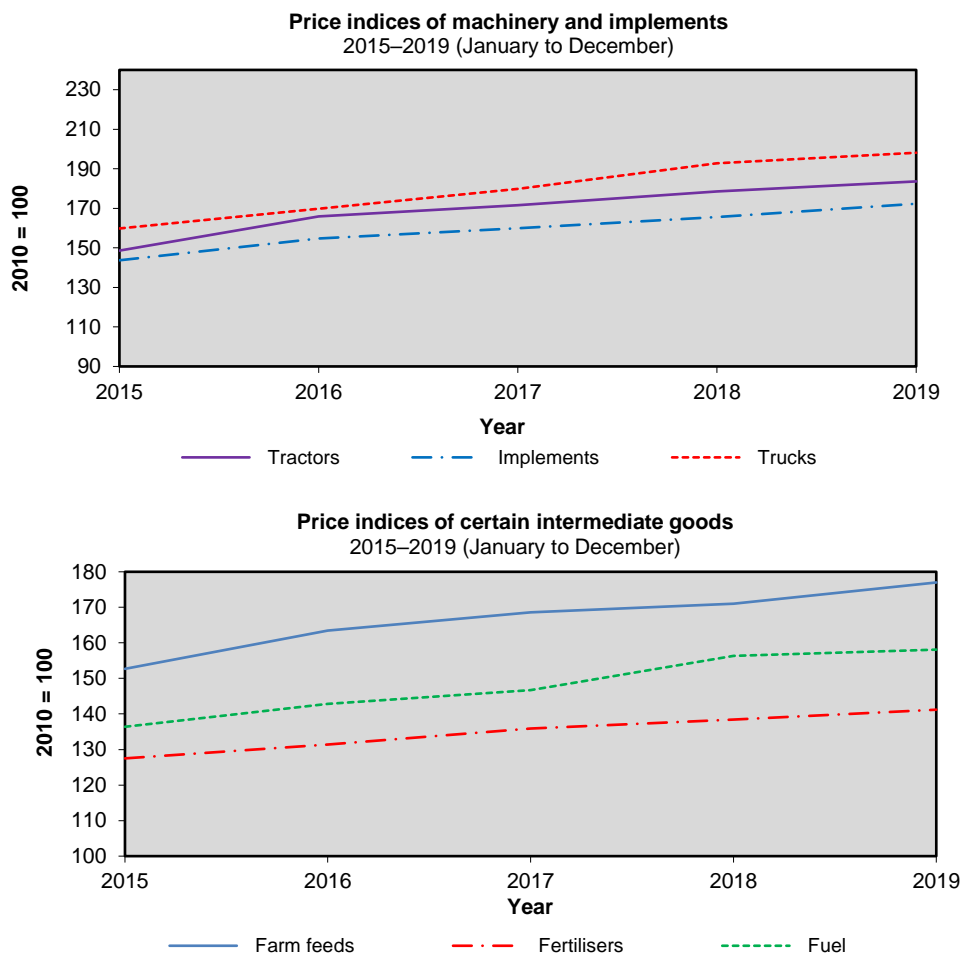 Price indices of machinery and implements
2015–2019 (January to December)
2010 = 100
230
210
190
170
150
130
110
90
2015 2016 2017 2018 2019
Year
Tractors Implements Trucks
Price indices of certain intermediate goods
2015–2019 (January to December)
2010 = 100
180
170
160
150
140
130
120
110
100
2015 2016 2017 2018 2019
Year
Farm feeds Fertilisers Fuel